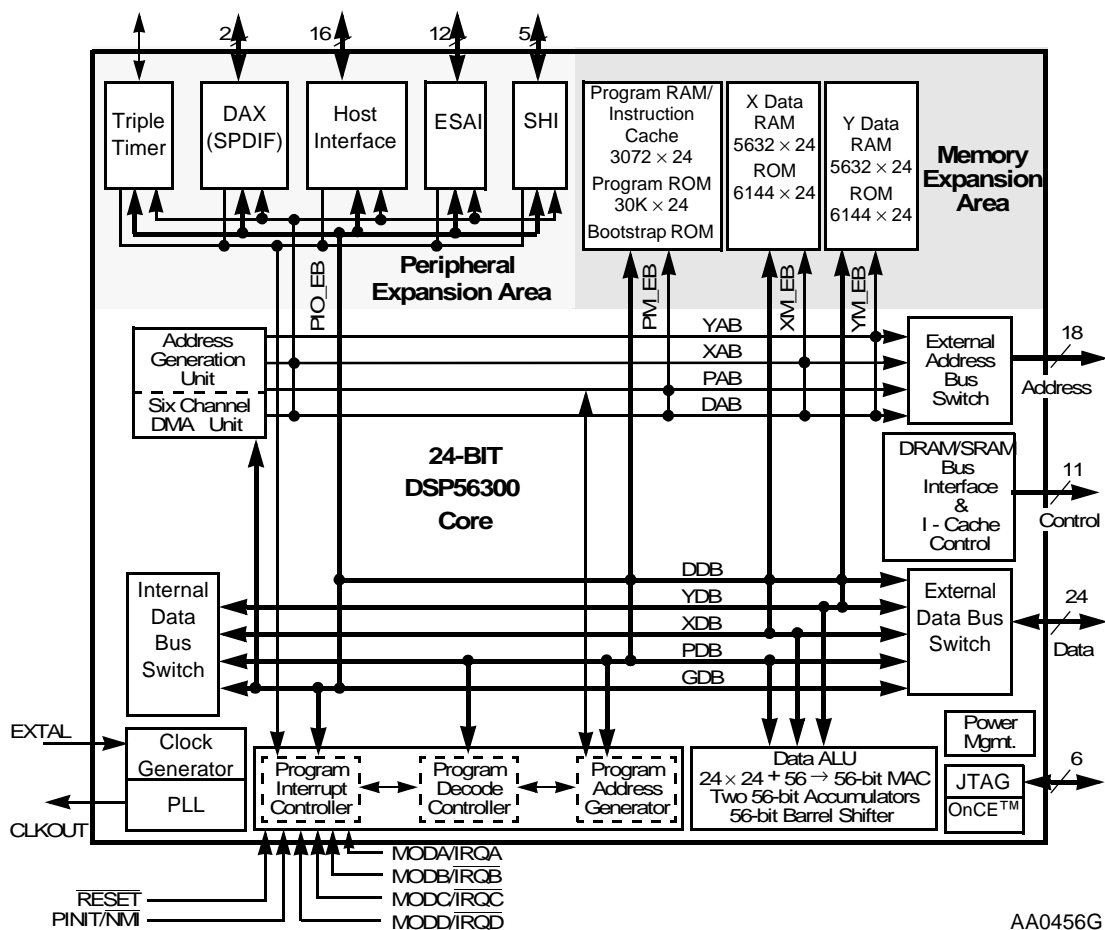 2
16
12
5
Triple
Timer
DAX
(SPDIF)
Host
Interface
ESAI
SHI
Program RAM/
Instruction
Cache
3072 × 24
Program ROM
30K × 24
Bootstrap ROM
X Data
RAM
5632 × 24
ROM
6144 × 24
Y Data
RAM
5632 × 24
ROM
6144 × 24
Memory
Expansion
Area
Peripheral
Expansion Area
PIO_EB
PM_EB
XM_EB
YM_EB
Address
Generation
Unit
Six Channel
DMA Unit
YAB
XAB
PAB
DAB
External
Address
Bus
Switch
18
Address
24-BIT
DSP56300
Core
DRAM/SRAM
Bus
Interface
&
I - Cache
Control
11
Control
Internal
Data
Bus
Switch
DDB
YDB
XDB
PDB
GDB
External
Data Bus
Switch
24
Data
EXTAL
Clock
Generator
PLL
CLKOUT
Program
Interrupt
Controller
Program
Decode
Controller
Program
Address
Generator
Data ALU
24 × 24 + 56 → 56-bit MAC
Two 56-bit Accumulators
56-bit Barrel Shifter
Power
Mgmt.
JTAG
OnCE™
6
MODA/IRQA
MODB/IRQB
MODC/IRQC
MODD/IRQD
RESET
PINIT/NMI
AA0456G